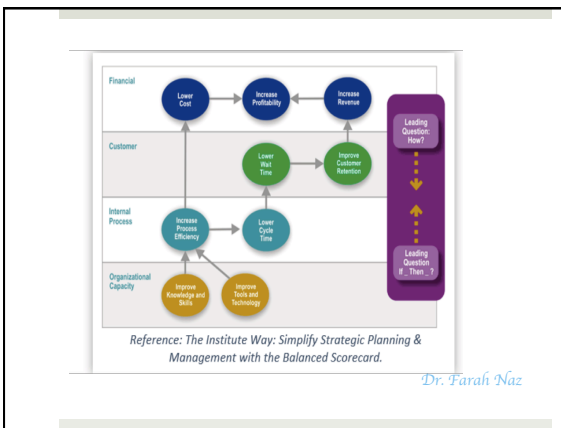 Financial
Lower
Cost
Increase
Profitability
Increase
Revenue
Leading
Question:
How?
Customer
Lower
Wait
Time
Improve
Customer
Retention
Internal
Process
Increase
Process
Efficiency
Lower
Cycle
Time
Organizational
Capacity
Improve
Knowledge and
Skills
Improve
Tools and
Technology
Leading
Question
If _ Then _ ?
Reference: The Institute Way: Simplify Strategic Planning &
Management with the Balanced Scorecard.
Dr. Farah Naz